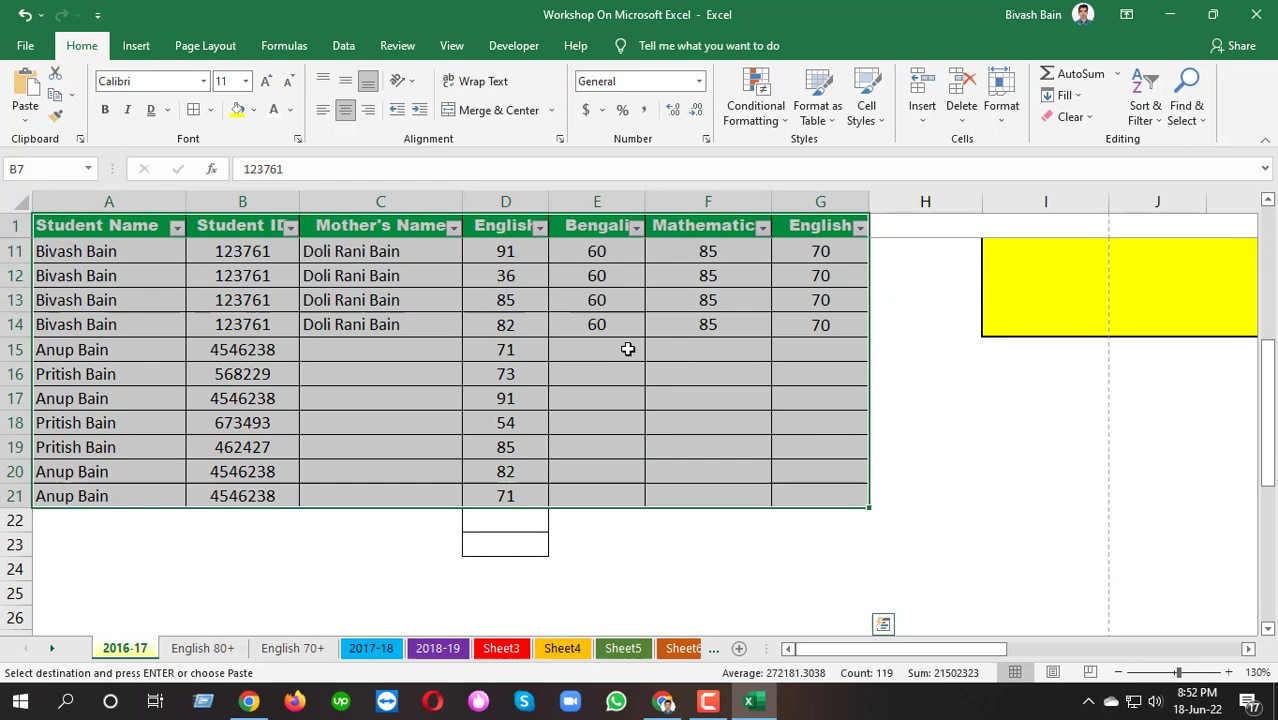 Workshop On Microsoft Excel - Excel
Bivash Bain
File Home Insert Page Layout Formulas Data Review View Developer Help Tell me what you want to do Share
Paste
Calibri 11
B I D A
Wrap Text
Merge & Center
General
$ % ,
Conditional Formatting
Format as Table
Cell Styles
Insert Delete Format
AutoSum
Fill
Clear
Sort & Filter
Find & Select
Clipboard Font Alignment Number Styles Cells Editing
B7 fx 123761
A B C D E F G H I J
1 Student Name Student ID Mother's Name English Bengali Mathematic English
11 Bivash Bain 123761 Doli Rani Bain 91 60 85 70
12 Bivash Bain 123761 Doli Rani Bain 36 60 85 70
13 Bivash Bain 123761 Doli Rani Bain 85 60 85 70
14 Bivash Bain 123761 Doli Rani Bain 82 60 85 70
15 Anup Bain 4546238 71
16 Pritish Bain 568229 73
17 Anup Bain 4546238 91
18 Pritish Bain 673493 54
19 Pritish Bain 462427 85
20 Anup Bain 4546238 82
21 Anup Bain 4546238 71
22
23
24
25
26
2016-17 English 80+ English 70+ 2017-18 2018-19 Sheet3 Sheet4 Sheet5 Sheet6 ...
Select destination and press ENTER or choose Paste Average: 272181.3038 Count: 119 Sum: 21502323 130%
8:52 PM
18-Jun-22
17